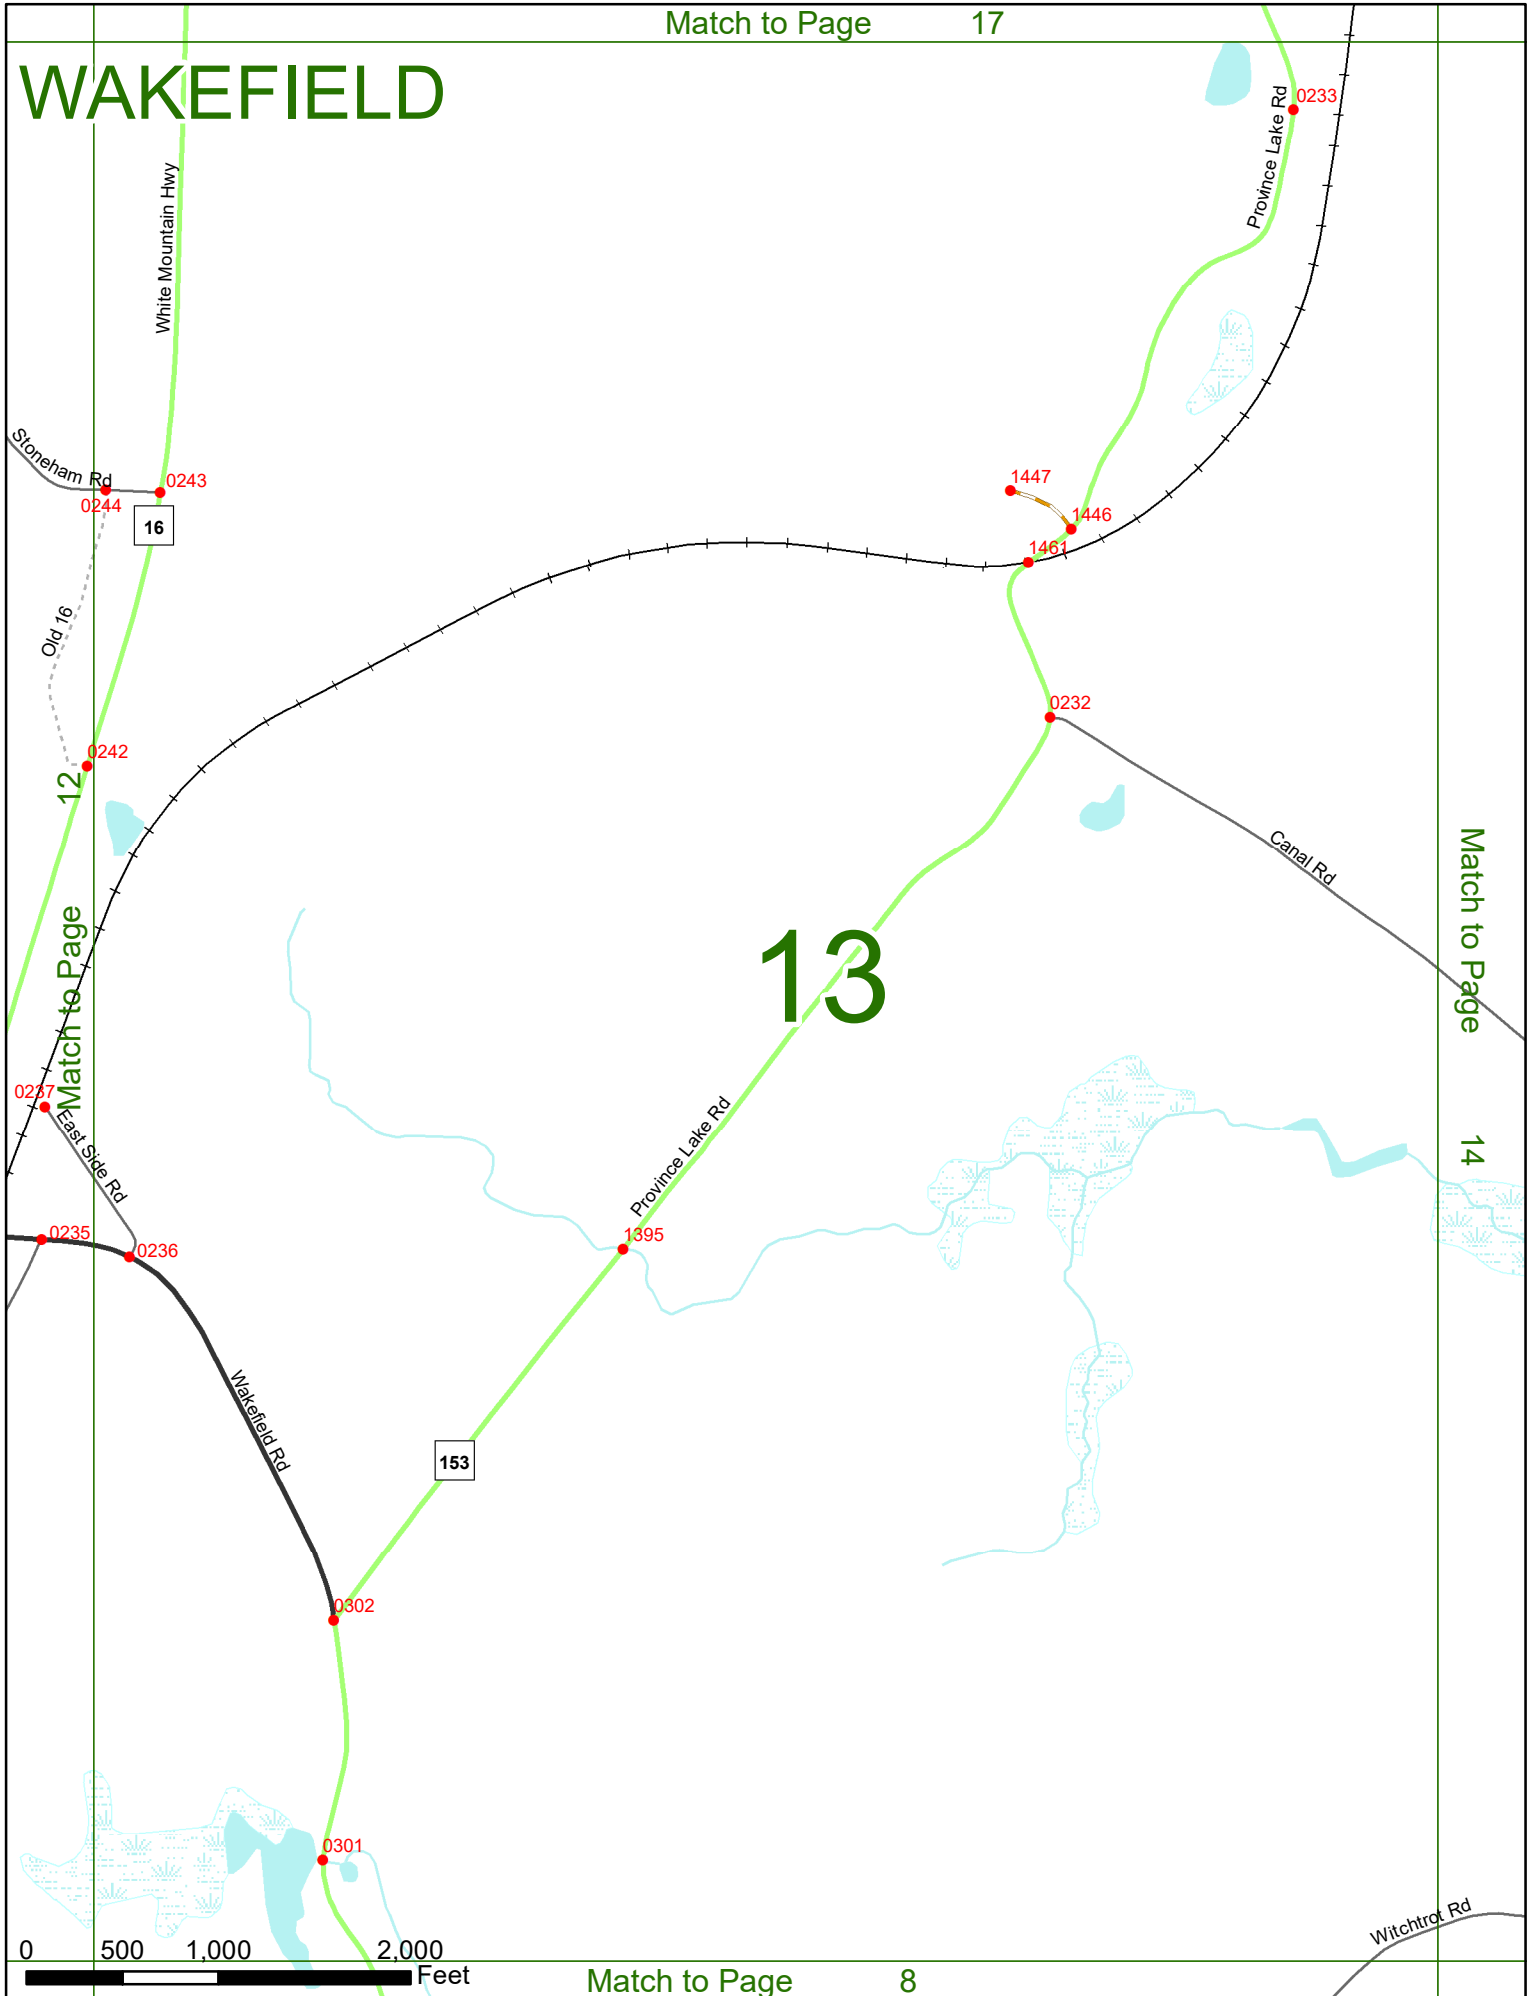 Match to Page 17
WAKEFIELD
0233
Province Lake Rd
White Mountain Hwy
Stoneham Rd
0243
0244
16
1447
1446
1461
Old 16
0232
0242
12
Match to Page
Canal Rd
Match to Page
14
13
0237
East Side Rd
Province Lake Rd
0235
0236
1395
Wakefield Rd
153
0302
0301
Witchtrot Rd
0 500 1,000 2,000
Feet
Match to Page 8